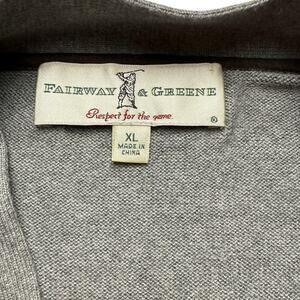 FAIRWAY & GREENE
Respect for the game
®
XL
MADE IN
CHINA